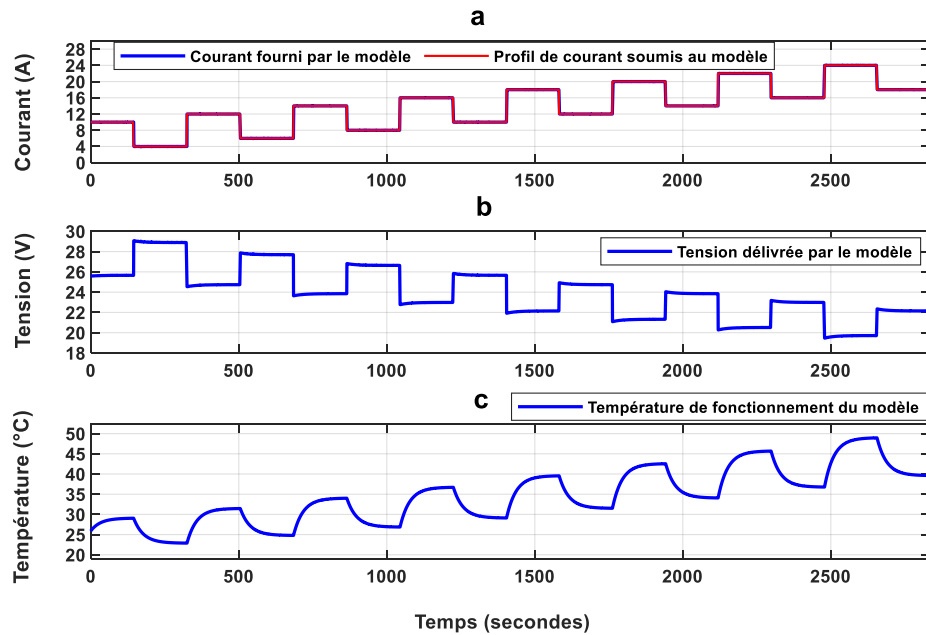 a
Courant (A)
28
24
20
16
12
8
4
0
Courant fourni par le modèle
Profil de courant soumis au modèle
0 500 1000 1500 2000 2500
b
Tension (V)
30
28
26
24
22
20
18
Tension délivrée par le modèle
0 500 1000 1500 2000 2500
c
Température (°C)
50
45
40
35
30
25
20
Température de fonctionnement du modèle
0 500 1000 1500 2000 2500
Temps (secondes)